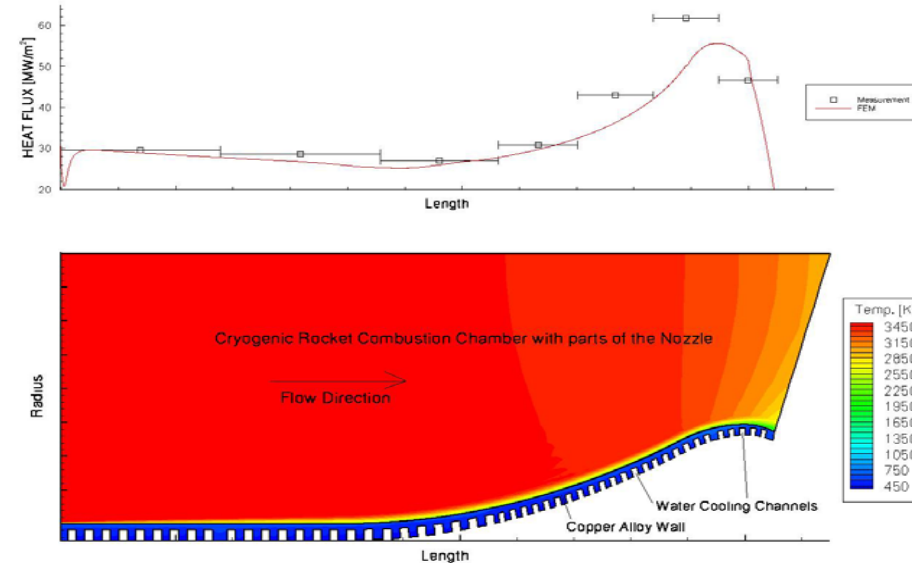 60
50
40
30
20
HEAT FLUX [MW/m²]
Length
Measurement
FEM
Cryogenic Rocket Combustion Chamber with parts of the Nozzle
Flow Direction
Radius
Water Cooling Channels
Copper Alloy Wall
Length
Temp. [K
3450
3150
2850
2550
2250
1950
1650
1350
1050
750
450